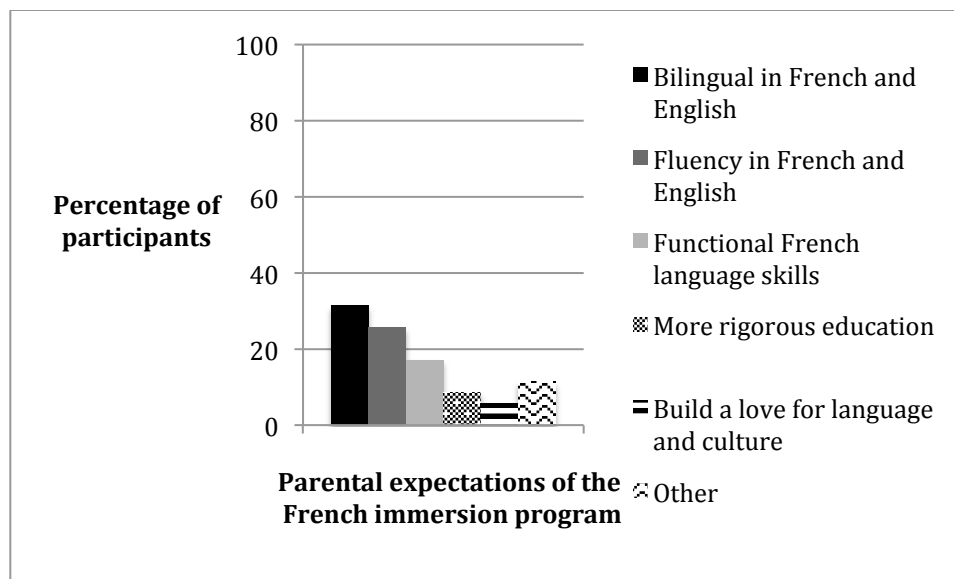 100
80
60
40
20
0
Percentage of
participants
Parental expectations of the
French immersion program
Bilingual in French and
English
Fluency in French and
English
Functional French
language skills
More rigorous education
Build a love for language
and culture
Other